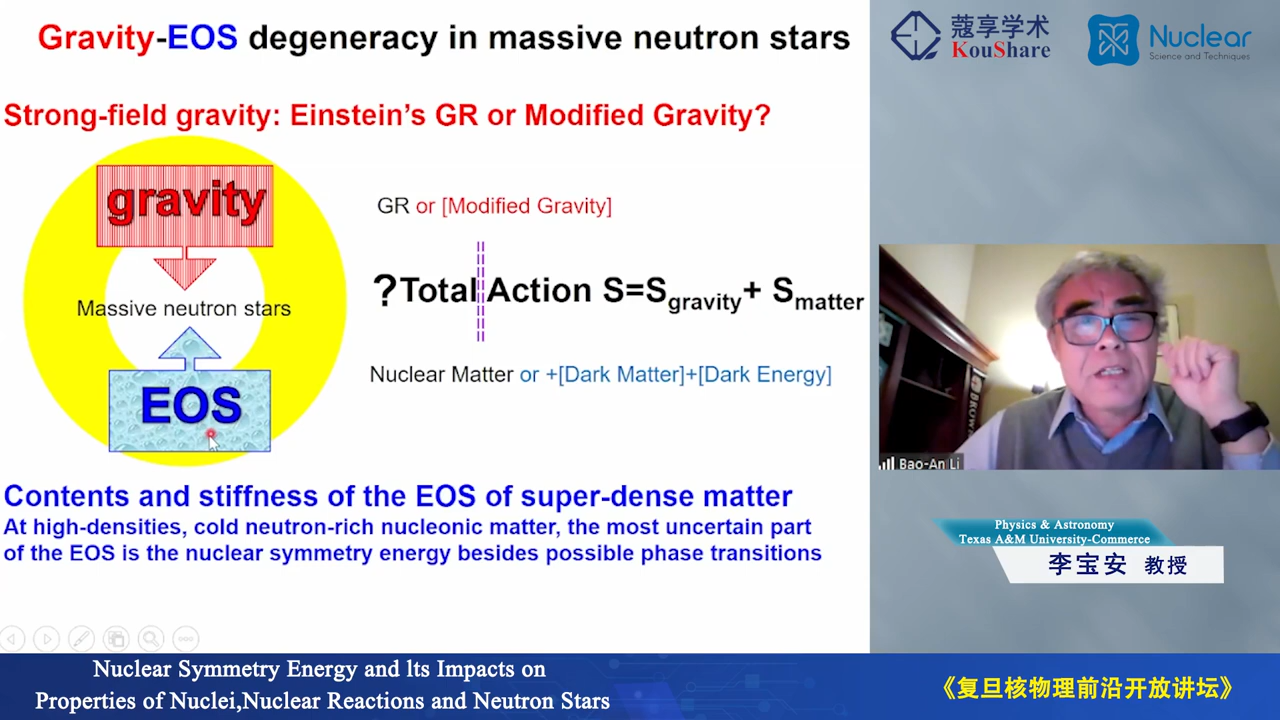 Gravity-EOS degeneracy in massive neutron stars
Strong-field gravity: Einstein's GR or Modified Gravity?
gravity
Massive neutron stars
EOS
GR or [Modified Gravity]
?Total Action S=Sgravity+ Smatter
Nuclear Matter or +[Dark Matter]+[Dark Energy]
Contents and stiffness of the EOS of super-dense matter
At high-densities, cold neutron-rich nucleonic matter, the most uncertain part
of the EOS is the nuclear symmetry energy besides possible phase transitions
蔻享学术
KouShare
Nuclear
Science and Techniques
Bao-An Li
Physics & Astronomy
Texas A&M University-Commerce
李宝安 教授
Nuclear Symmetry Energy and lts Impacts on
Properties of Nuclei,Nuclear Reactions and Neutron Stars
《复旦核物理前沿开放讲坛》